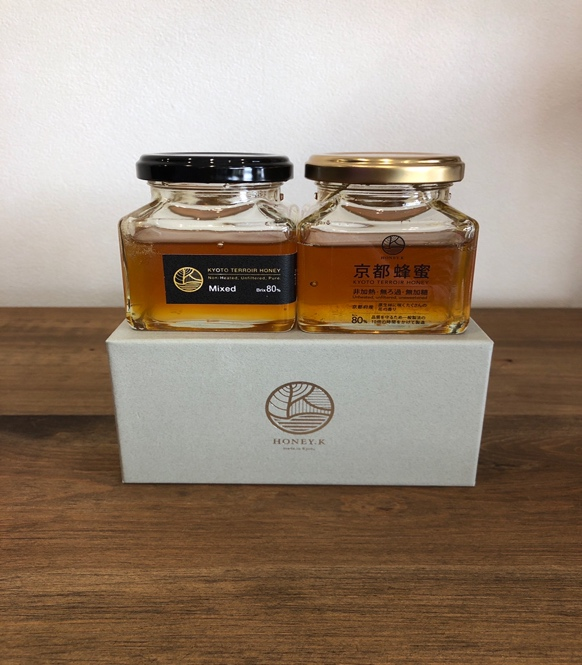 KYOTO TERROIR HONEY
Non-Heated, Unfiltered, Pure
Mixed Brix 80%
HONEY.K
京都蜂蜜
KYOTO TERROIR HONEY
非加熱・無ろ過・無加糖
80%
HONEY.K
made in Kyoto